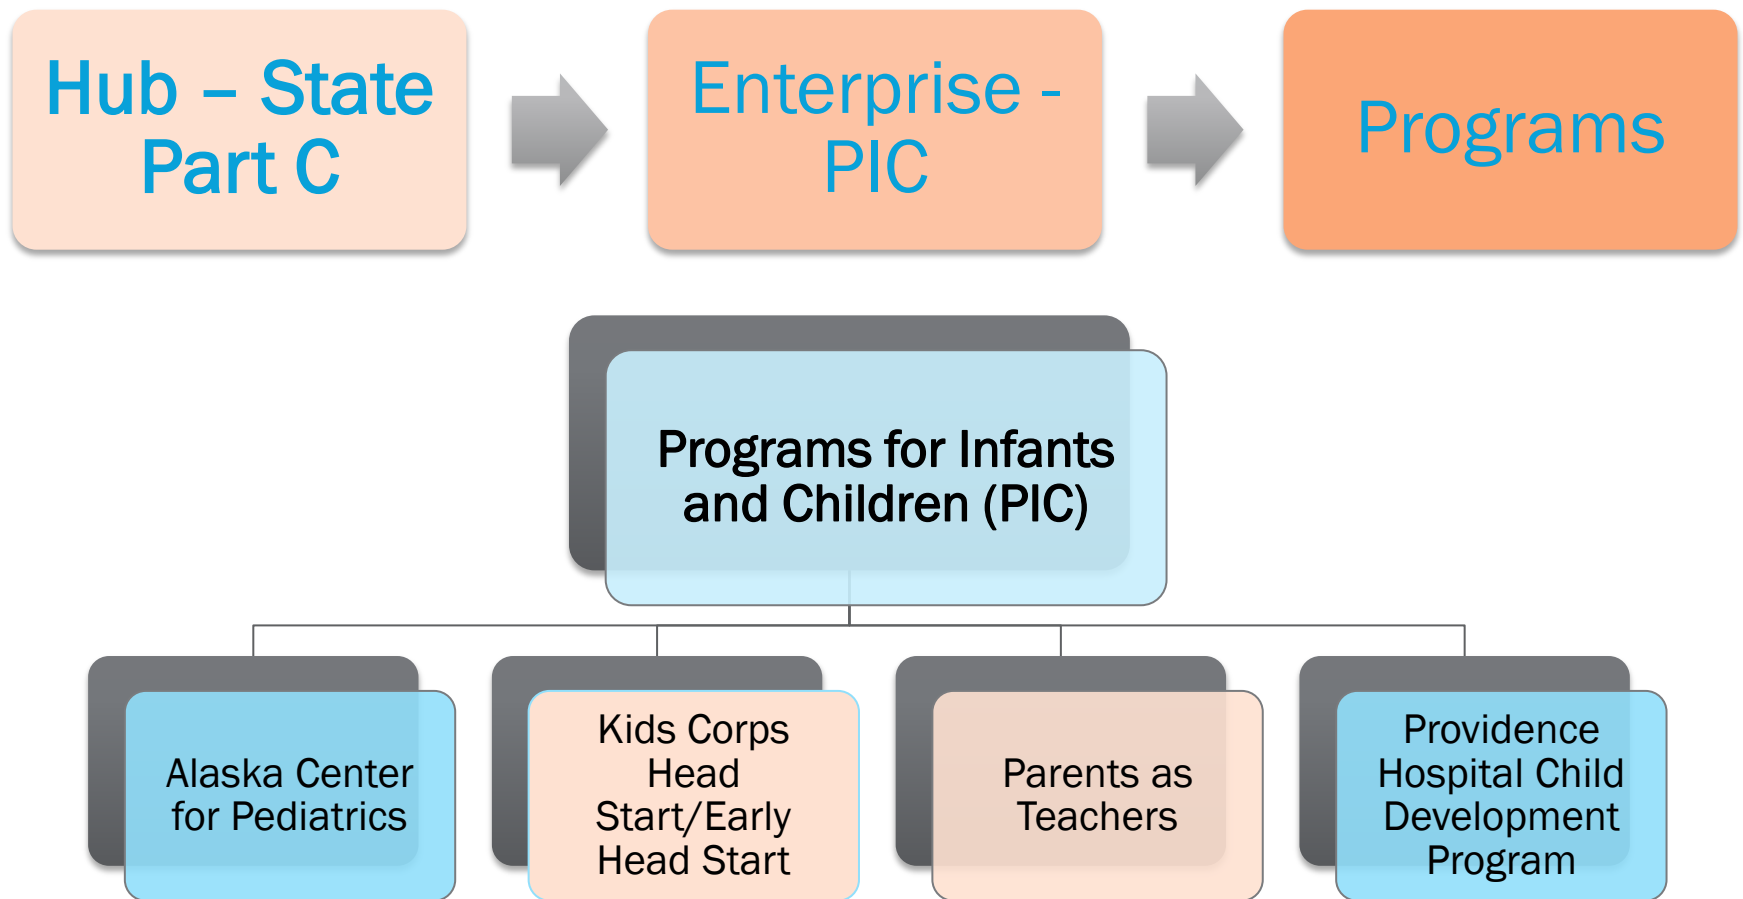 Hub – State
Part C
Enterprise -
PIC
Programs
Programs for Infants
and Children (PIC)
Alaska Center
for Pediatrics
Kids Corps
Head
Start/Early
Head Start
Parents as
Teachers
Providence
Hospital Child
Development
Program